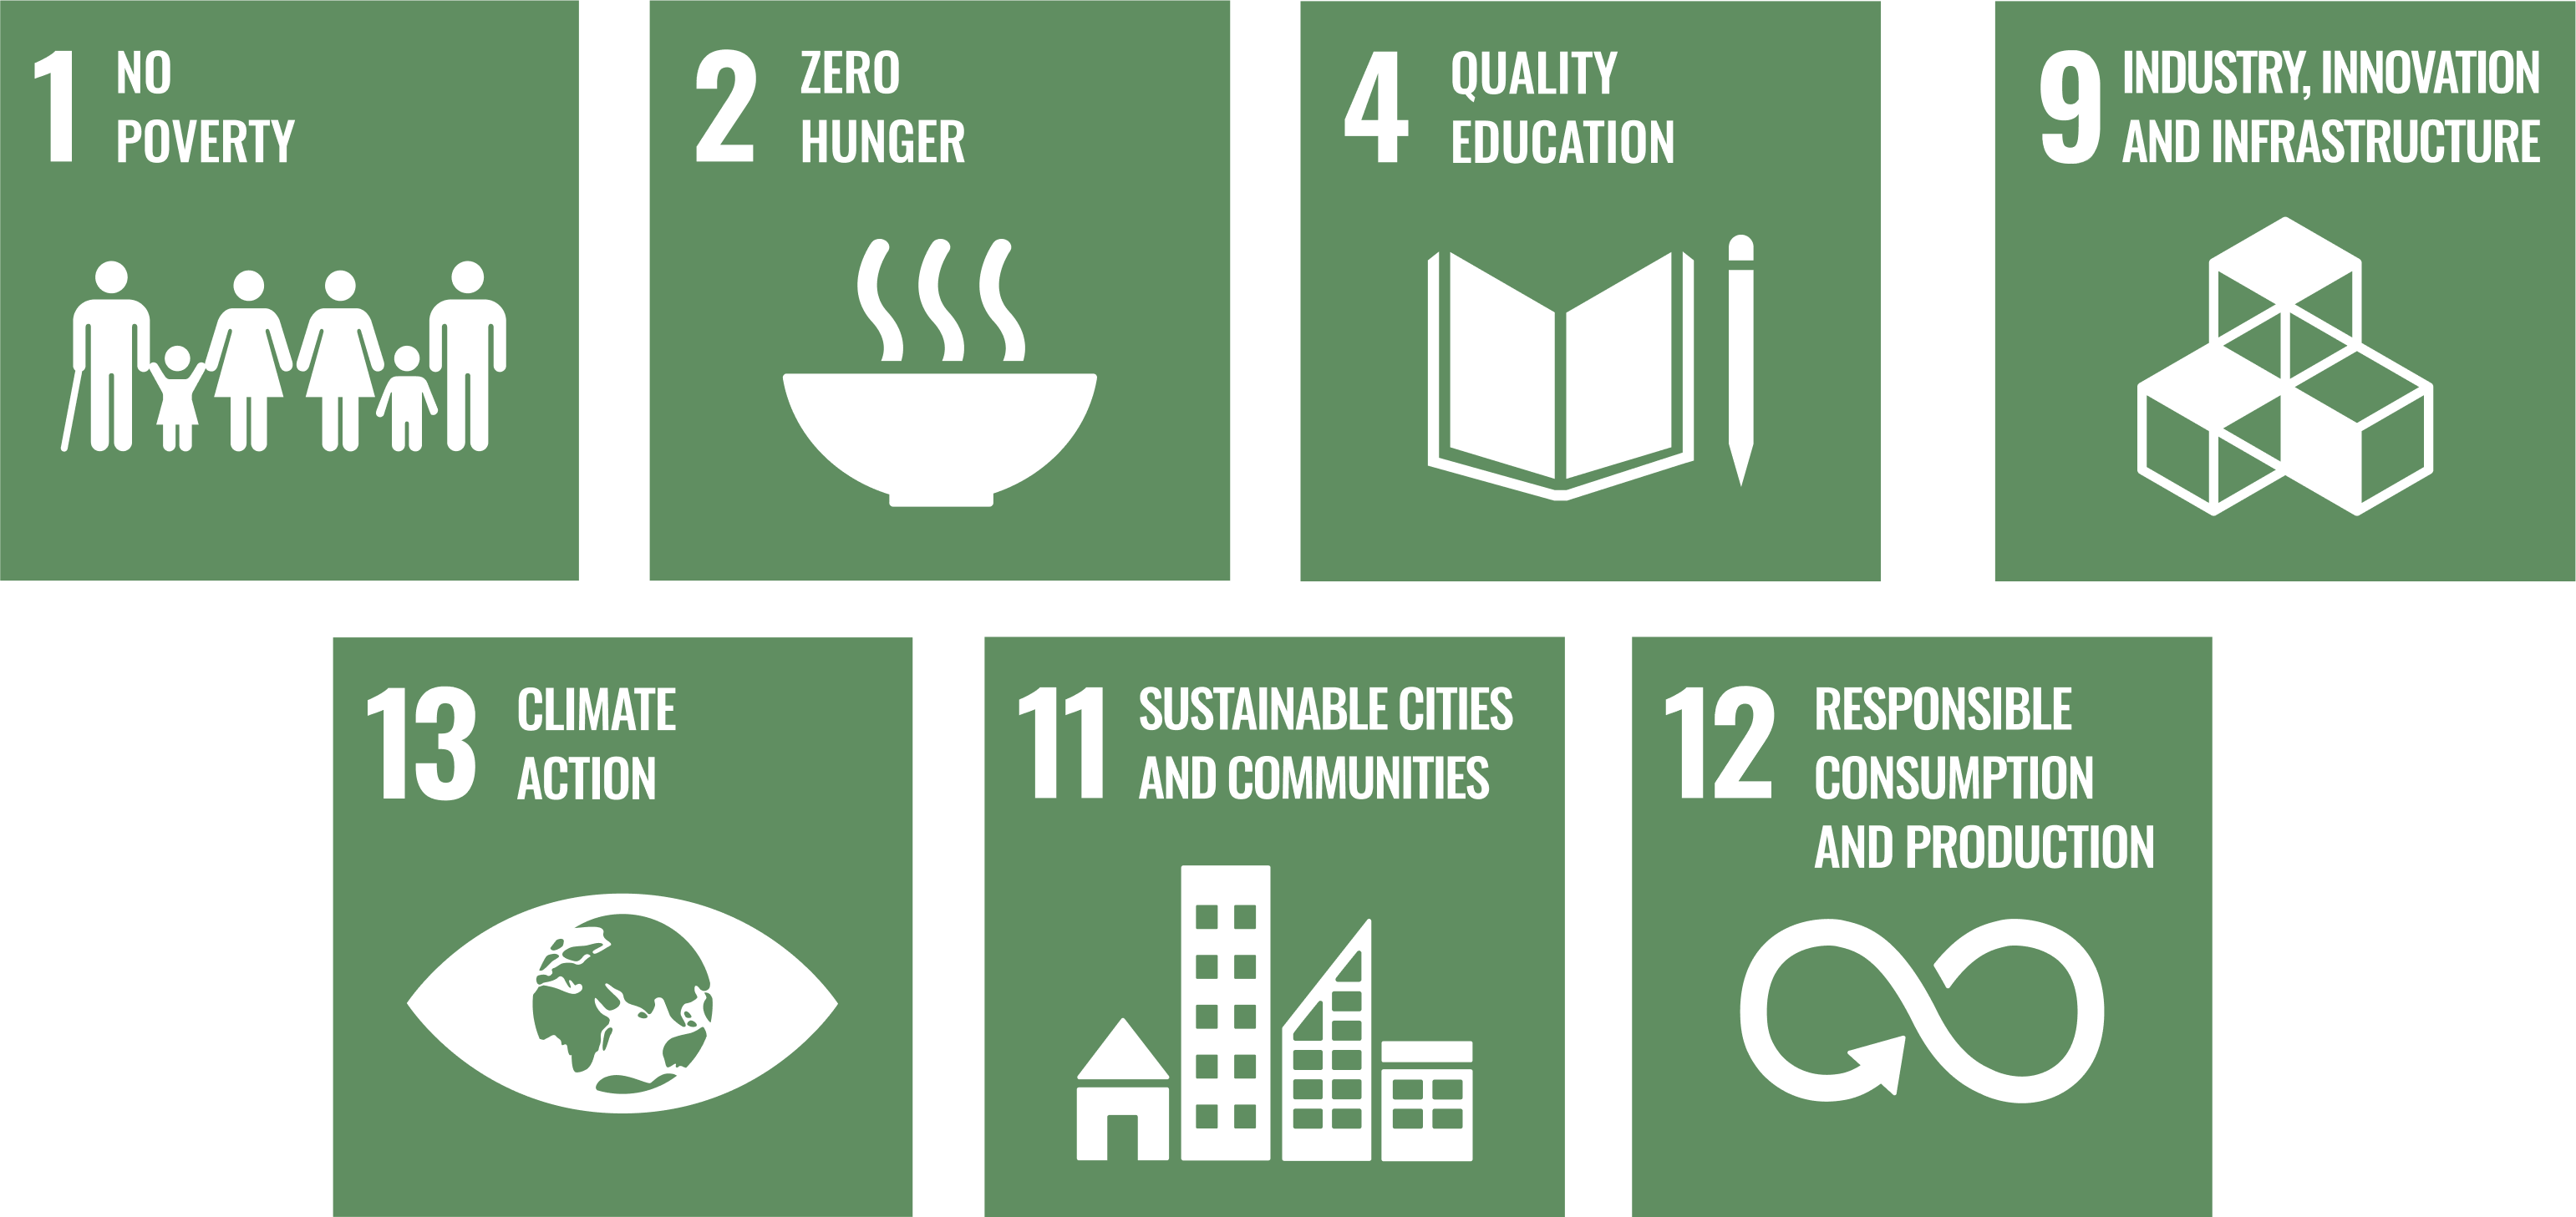 1
NO
POVERTY
2
ZERO
HUNGER
4
QUALITY
EDUCATION
9
INDUSTRY, INNOVATION
AND INFRASTRUCTURE
13
CLIMATE
ACTION
11
SUSTAINABLE CITIES
AND COMMUNITIES
12
RESPONSIBLE
CONSUMPTION
AND PRODUCTION